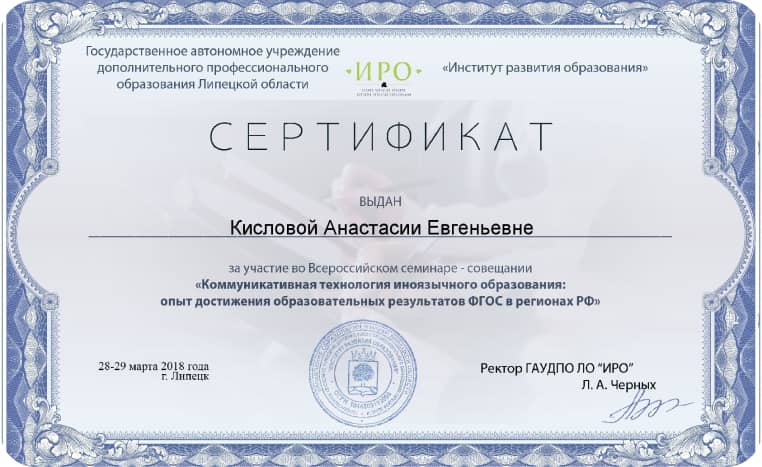 Государственное автономное учреждение
дополнительного профессионального
образования Липецкой области
ИРО
«Институт развития образования»
СЕРТИФИКАТ
ВЫДАН
Кисловой Анастасии Евгеньевне
за участие во Всероссийском семинаре - совещании
«Коммуникативная технология иноязычного образования:
опыт достижения образовательных результатов ФГОС в регионах РФ»
28-29 марта 2018 года
г. Липецк
Ректор ГАУДПО ЛО "ИРО"
Л. А. Черных